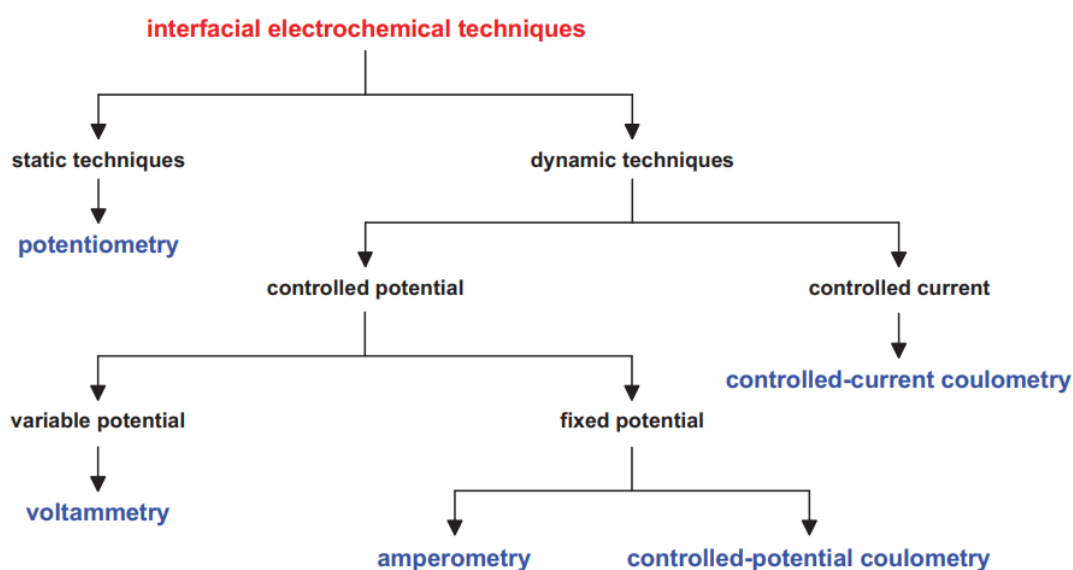 interfacial electrochemical techniques
static techniques
dynamic techniques
potentiometry
controlled potential
controlled current
controlled-current coulometry
variable potential
fixed potential
voltammetry
amperometry
controlled-potential coulometry